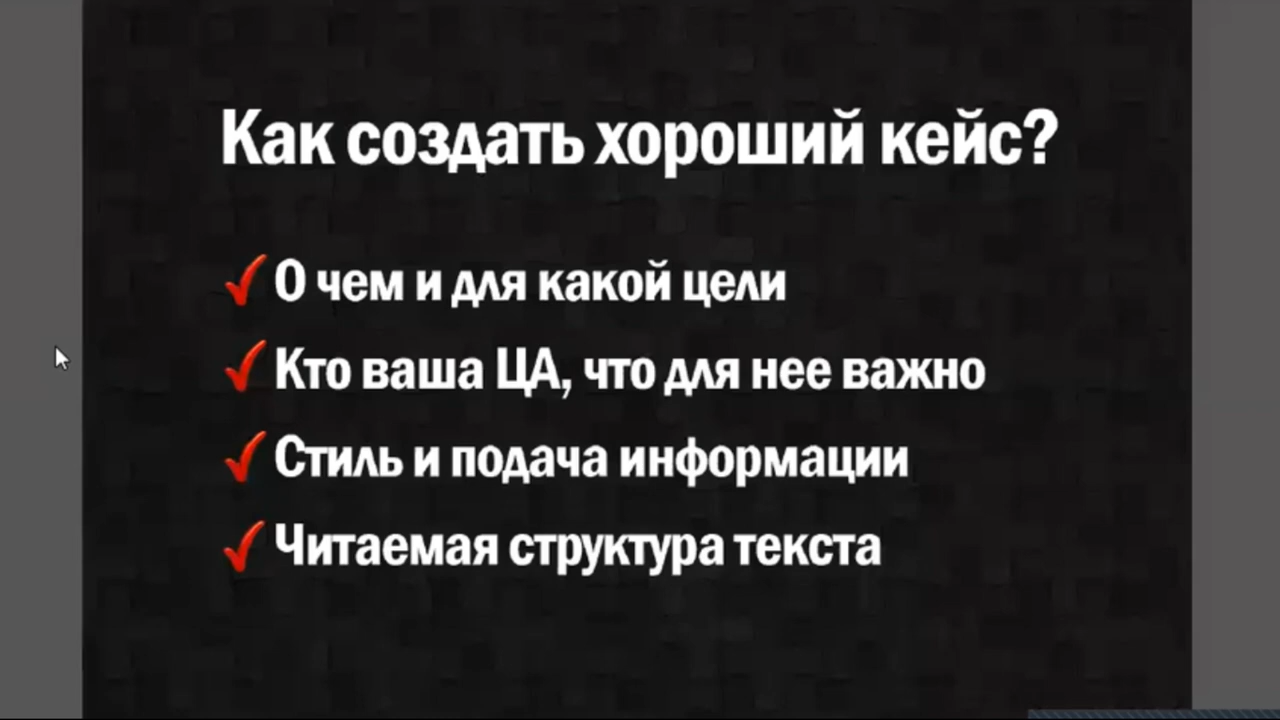 Как создать хороший кейс?
О чем и для какой цели
Кто ваша ЦА, что для нее важно
Стиль и подача информации
Читаемая структура текста